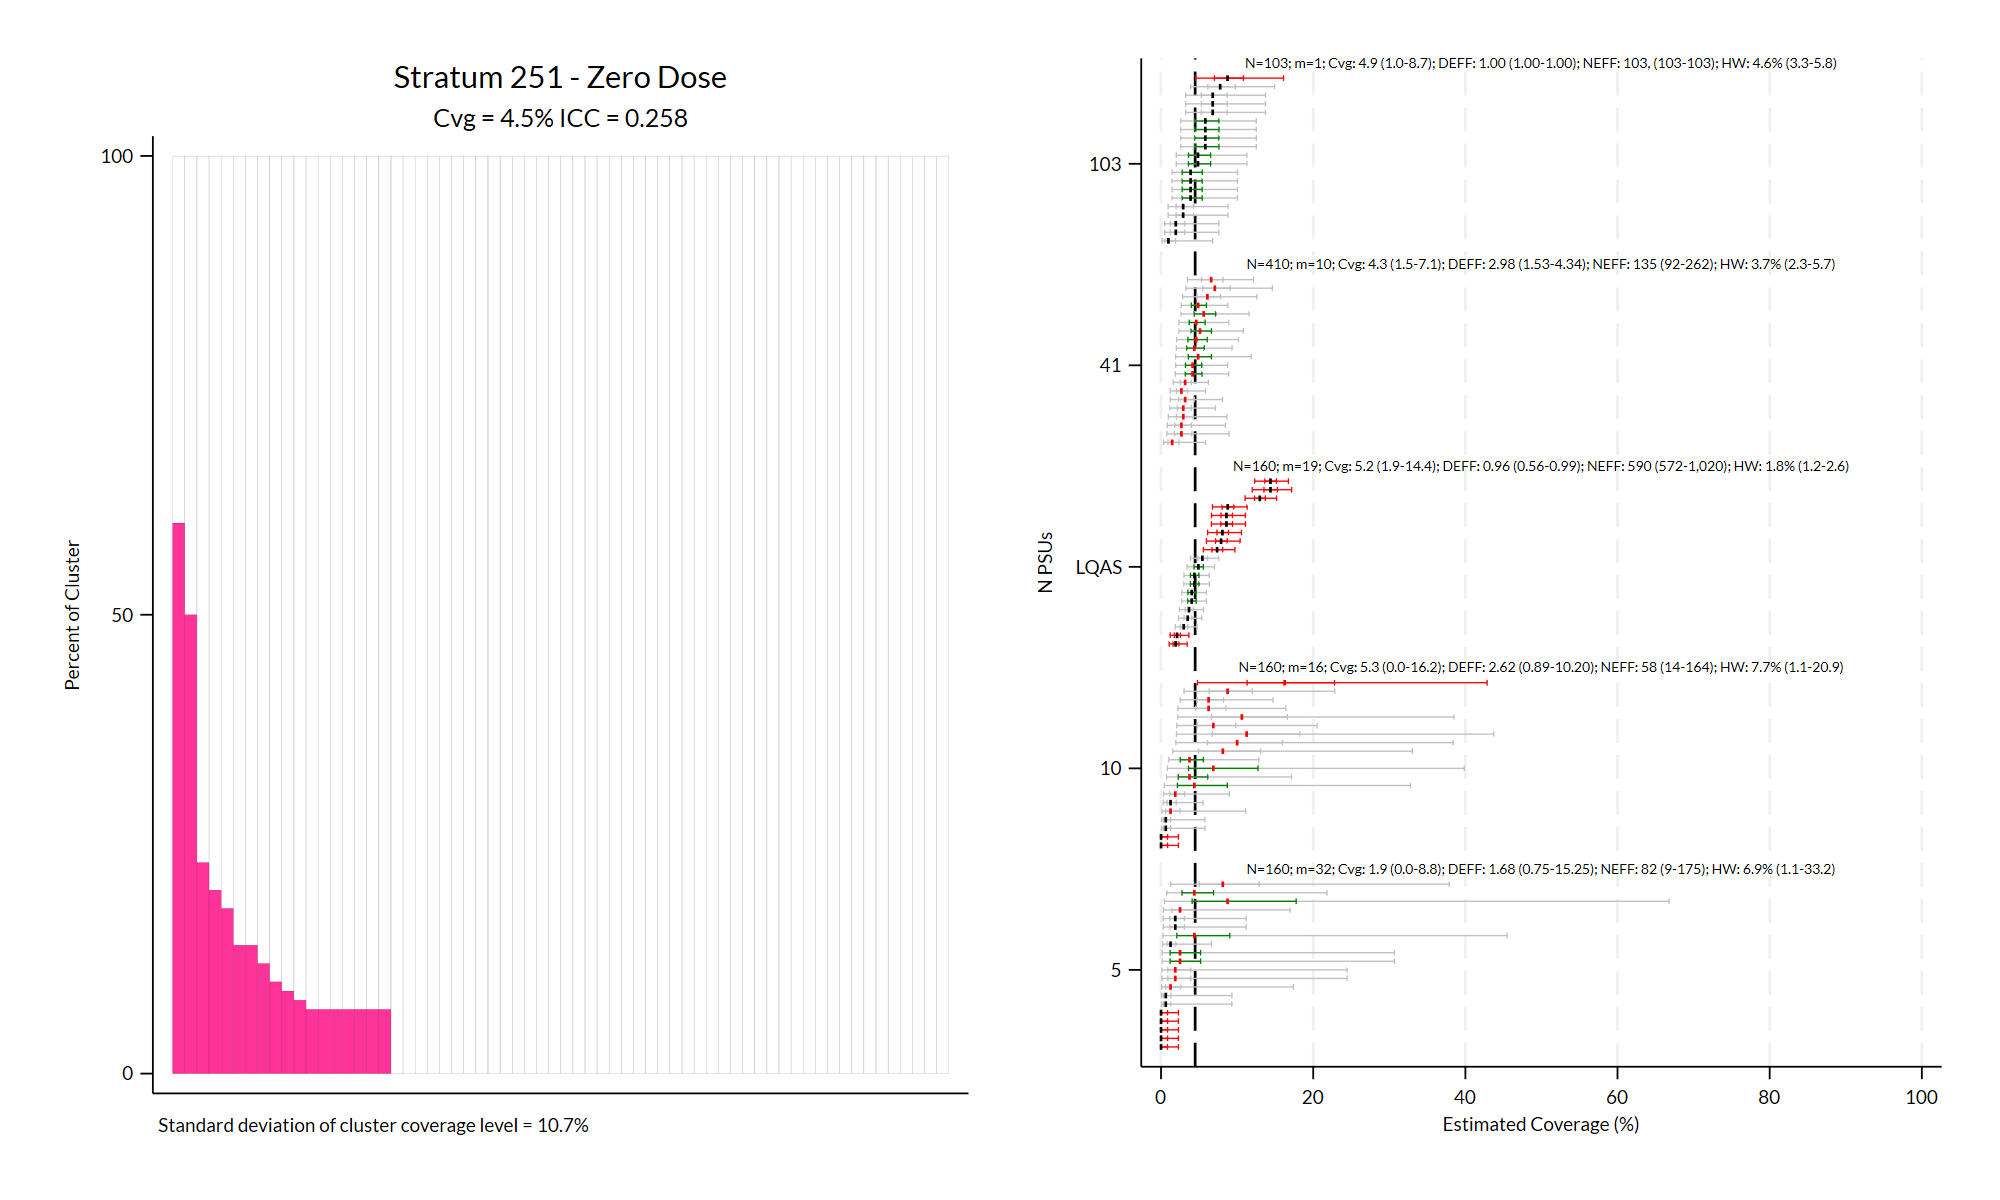 Stratum 251 - Zero Dose
Cvg = 4.5% ICC = 0.258
100
50
0
Percent of Cluster
Standard deviation of cluster coverage level = 10.7%
N=103; m=1; Cvg: 4.9 (1.0-8.7); DEFF: 1.00 (1.00-1.00); NEFF: 103, (103-103); HW: 4.6% (3.3-5.8)
103
N=410; m=10; Cvg: 4.3 (1.5-7.1); DEFF: 2.98 (1.53-4.34); NEFF: 135 (92-262); HW: 3.7% (2.3-5.7)
41
N=160; m=19; Cvg: 5.2 (1.9-14.4); DEFF: 0.96 (0.56-0.99); NEFF: 590 (572-1,020); HW: 1.8% (1.2-2.6)
LQAS
N=160; m=16; Cvg: 5.3 (0.0-16.2); DEFF: 2.62 (0.89-10.20); NEFF: 58 (14-164); HW: 7.7% (1.1-20.9)
10
N=160; m=32; Cvg: 1.9 (0.0-8.8); DEFF: 1.68 (0.75-15.25); NEFF: 82 (9-175); HW: 6.9% (1.1-33.2)
5
N PSUs
0 20 40 60 80 100
Estimated Coverage (%)